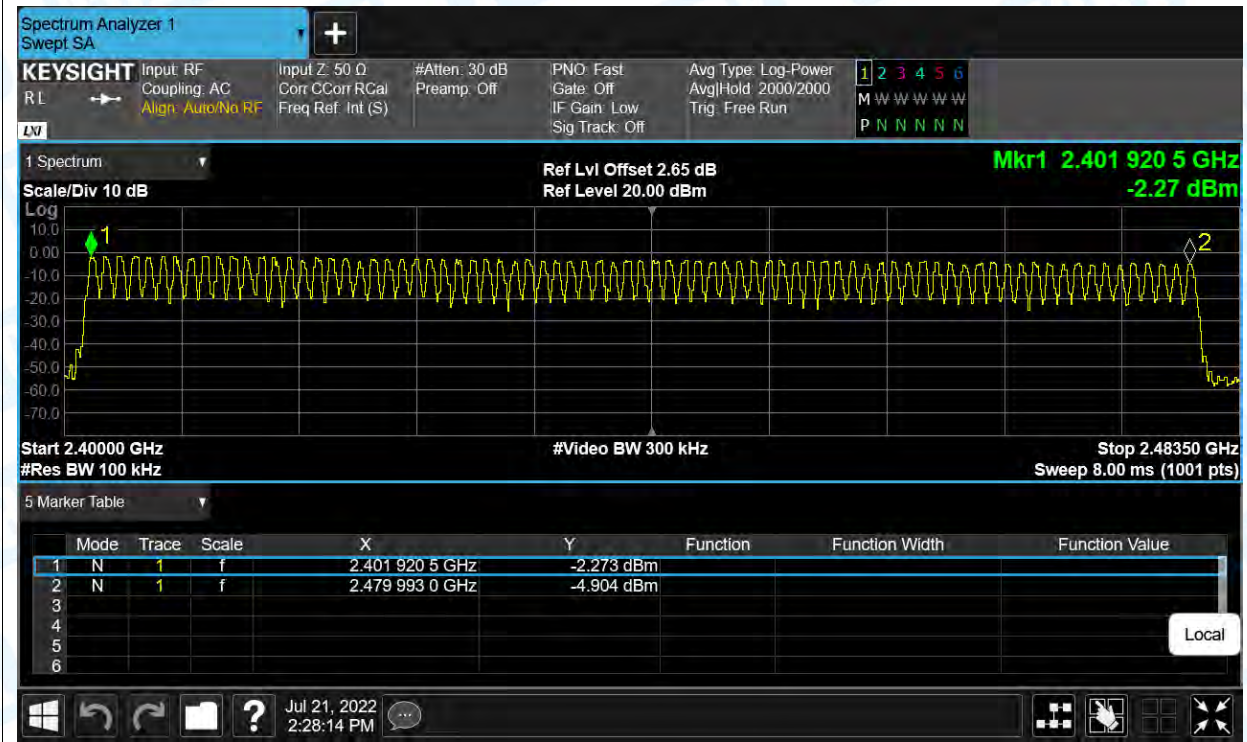 Spectrum Analyzer 1
Swept SA
+
KEYSIGHT
R L
LXI
Input: RF
Coupling: AC
Align: Auto/No RF
Input Z: 50 Ω
Corr CCorr RCal
Freq Ref: Int (S)
#Atten: 30 dB
Preamp: Off
PNO: Fast
Gate: Off
IF Gain: Low
Sig Track: Off
Avg Type: Log-Power
Avg|Hold: 2000/2000
Trig: Free Run
1 2 3 4 5 6
M W W W W W
P N N N N N
1 Spectrum
Scale/Div 10 dB
Ref Lvl Offset 2.65 dB
Ref Level 20.00 dBm
Mkr1 2.401 920 5 GHz
-2.27 dBm
Log
10.0
0.00
-10.0
-20.0
-30.0
-40.0
-50.0
-60.0
-70.0
1
2
Start 2.40000 GHz
#Res BW 100 kHz
#Video BW 300 kHz
Stop 2.48350 GHz
Sweep 8.00 ms (1001 pts)
5 Marker Table
Mode Trace Scale X Y Function Function Width Function Value
1 N 1 f 2.401 920 5 GHz -2.273 dBm
2 N 1 f 2.479 993 0 GHz -4.904 dBm
3
4
5
6
Local
?
Jul 21, 2022
2:28:14 PM